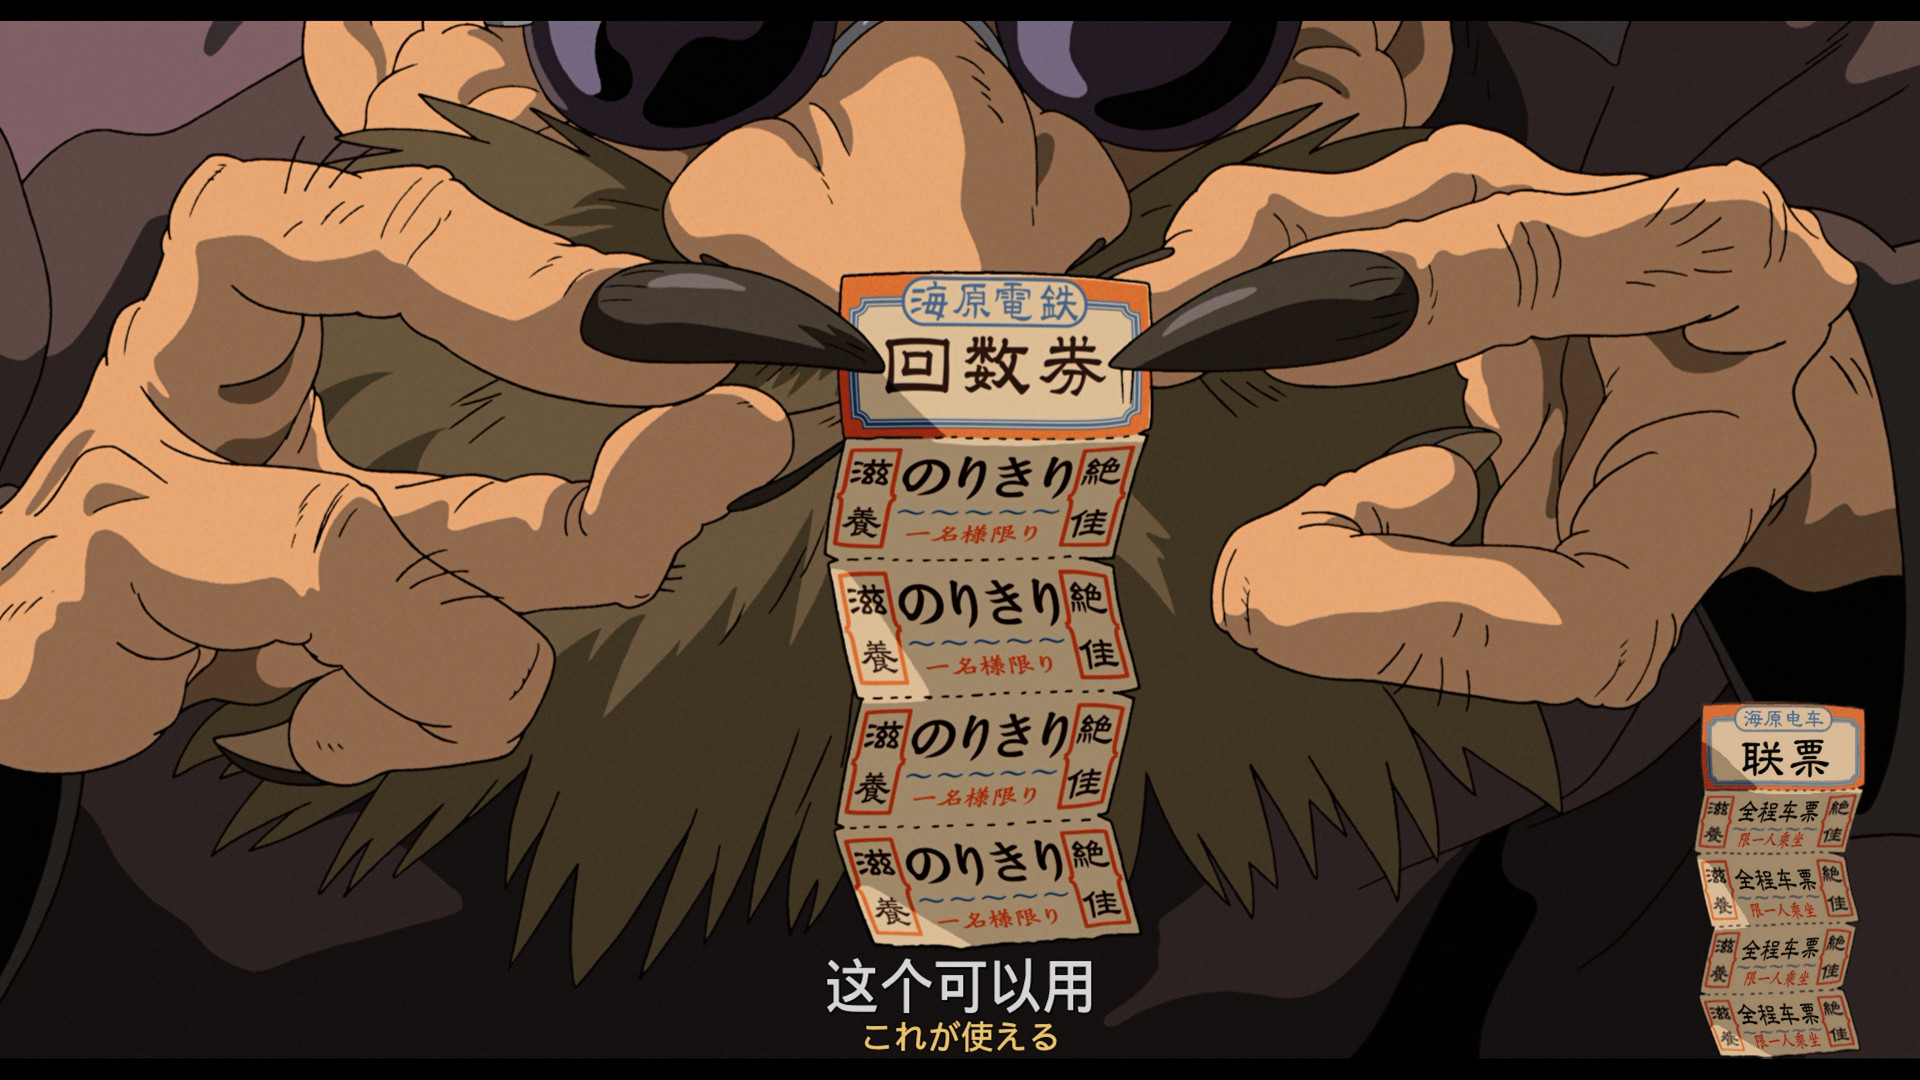 海原電鉄
回数券
滋養 のりきり 絶佳
一名様限り
滋養 のりきり 絶佳
一名様限り
滋養 のりきり 絶佳
一名様限り
滋養 のりきり 絶佳
一名様限り
海原电车
联票
滋養 全程车票 絶佳
限一人乘坐
滋養 全程车票 絶佳
限一人乘坐
滋養 全程车票 絶佳
限一人乘坐
滋養 全程车票 絶佳
限一人乘坐
这个可以用
これが使える